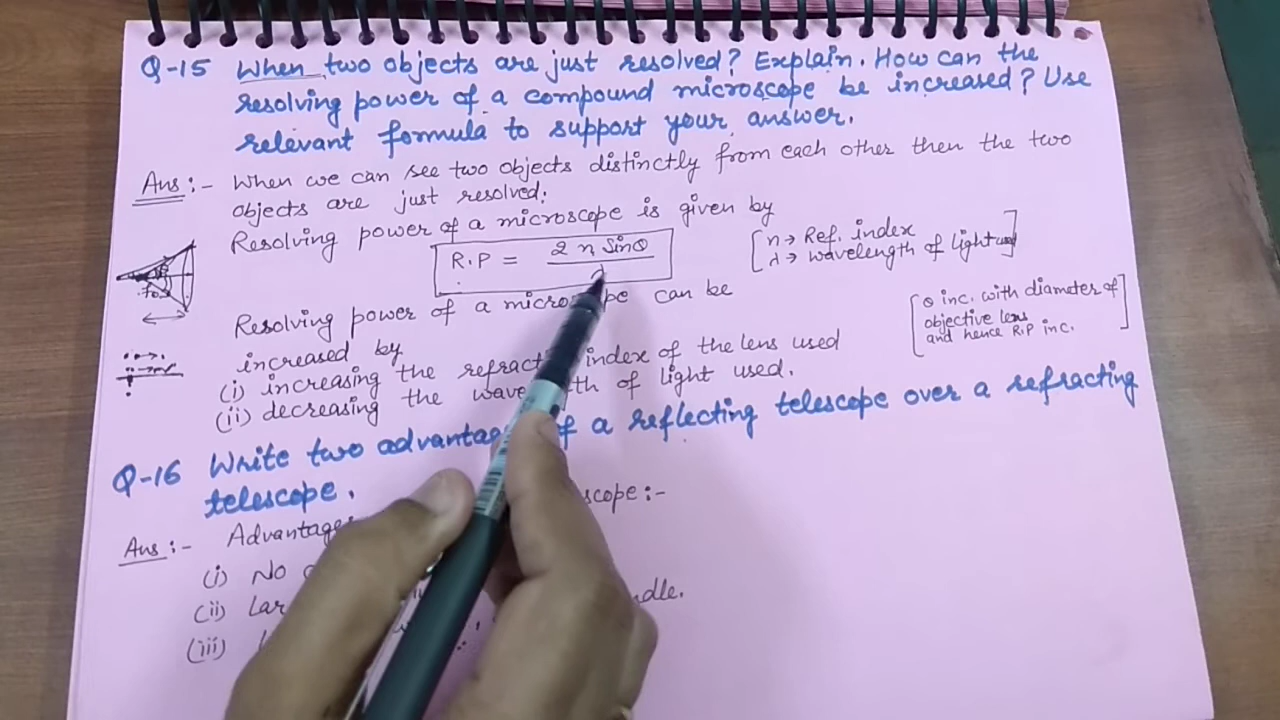 Q-15 When two objects are just resolved? Explain. How can the
resolving power of a compound microscope be increased? Use
relevant formula to support your answer.
Ans :- When we can see two objects distinctly from each other then the two
objects are just resolved.
Resolving power of a microscope is given by
R.P = 2 n Sinθ
λ
[n → Ref. index
λ → wavelength of light used]
Resolving power of a can be
increased by
[θ inc. with diameter of
objective lens
and hence R.P inc.]
(i) increasing the index of the lens used
(ii) decreasing the of light used.
Q-16 Write two of a reflecting telescope over a refracting
telescope.
Ans :-
(i) No
(ii)
(iii)